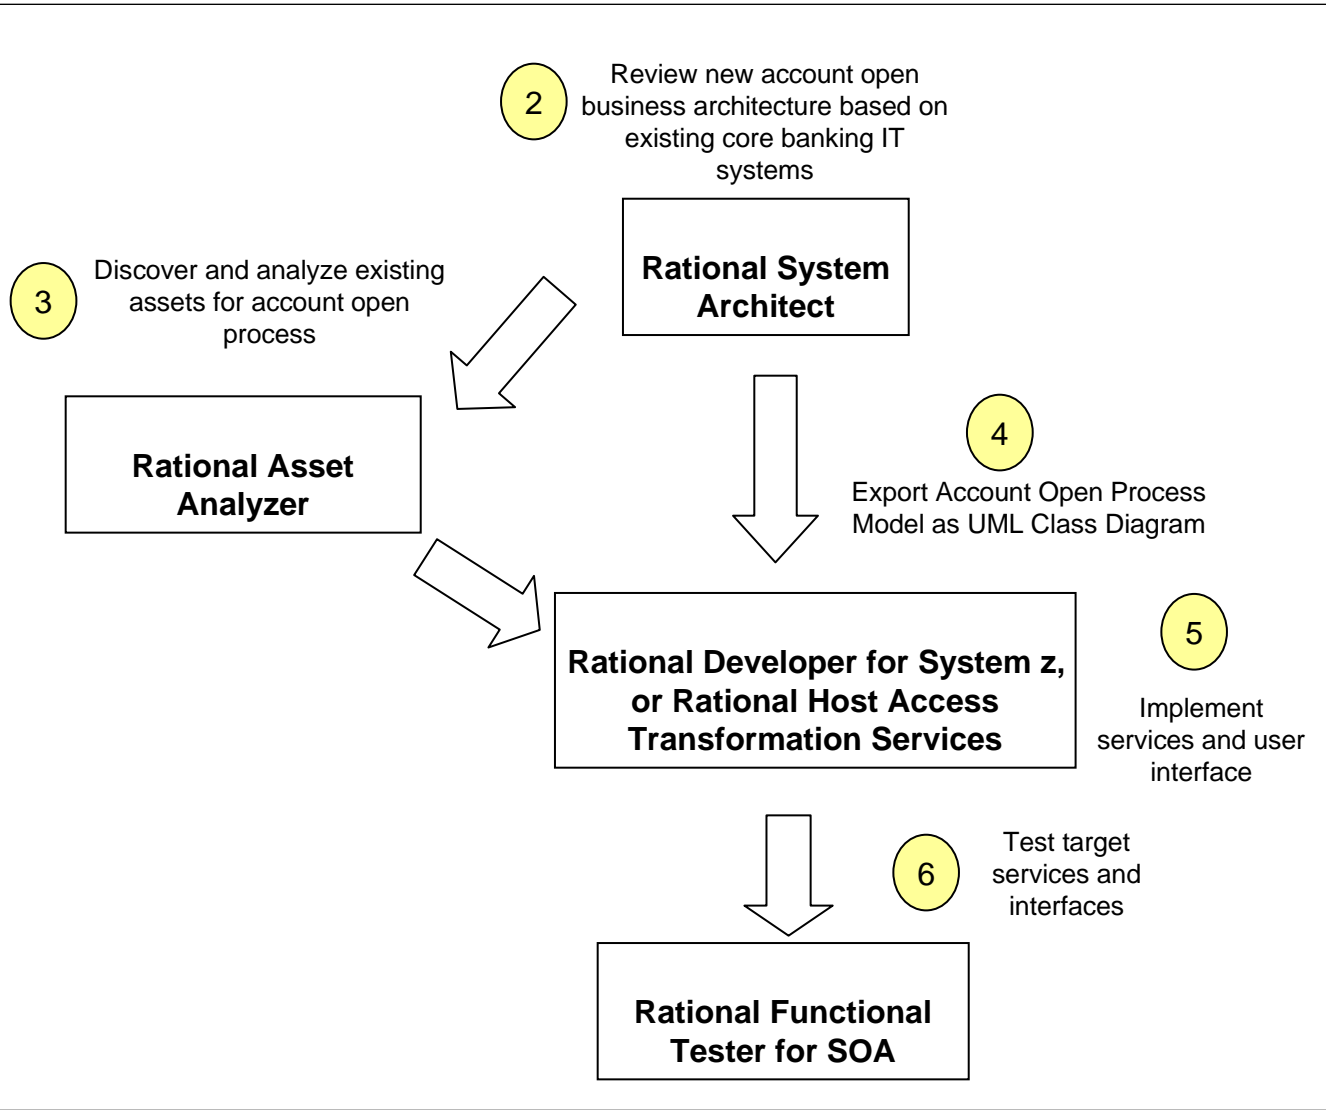 2
Review new account open
business architecture based on
existing core banking IT
systems
Rational System
Architect
3
Discover and analyze existing
assets for account open
process
Rational Asset
Analyzer
4
Export Account Open Process
Model as UML Class Diagram
Rational Developer for System z,
or Rational Host Access
Transformation Services
5
Implement
services and user
interface
6
Test target
services and
interfaces
Rational Functional
Tester for SOA